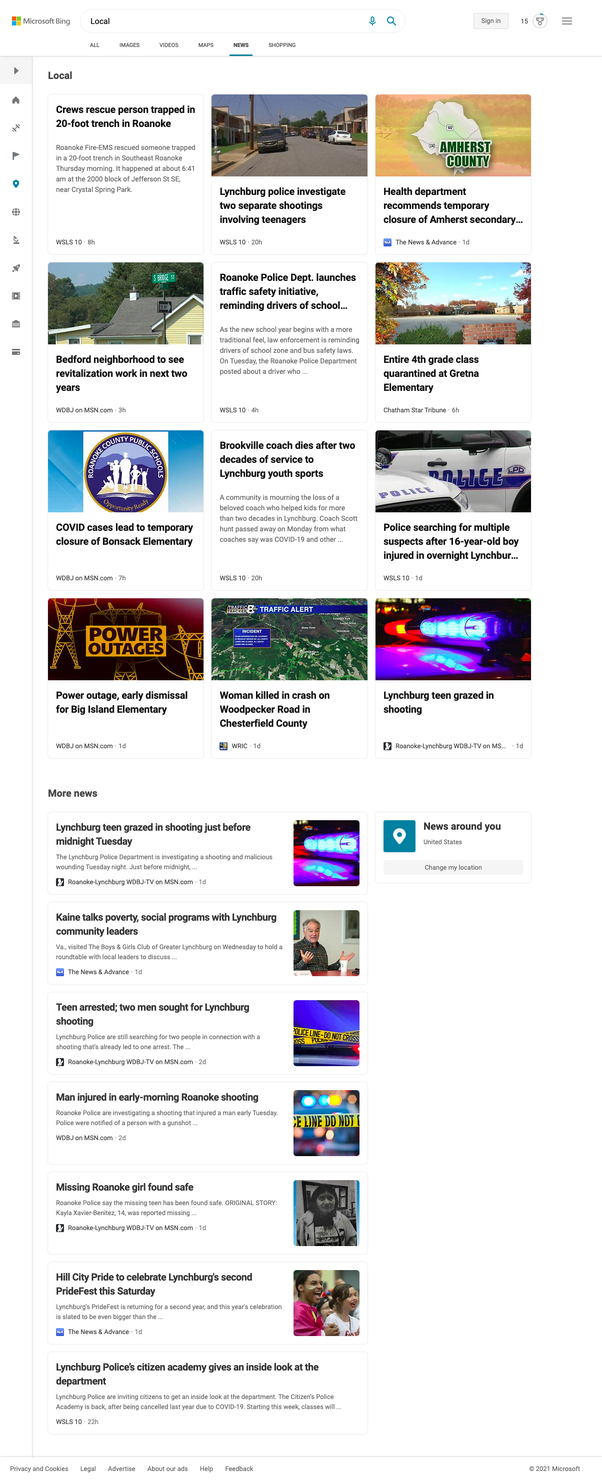 Microsoft Bing
Local
Sign in
15
ALL IMAGES VIDEOS MAPS NEWS SHOPPING
Local
Crews rescue person trapped in
20-foot trench in Roanoke
Roanoke Fire-EMS rescued someone trapped
in a 20-foot trench in Southeast Roanoke
Thursday morning. It happened at about 6:41
am at the 2000 block of Jefferson St SE,
near Crystal Spring Park.
WSLS 10 · 8h
Lynchburg police investigate
two separate shootings
involving teenagers
WSLS 10 · 20h
AMHERST
COUNTY
Health department
recommends temporary
closure of Amherst secondary...
The News & Advance · 1d
S BRIDGE ST
Bedford neighborhood to see
revitalization work in next two
years
WDBJ on MSN.com · 3h
Roanoke Police Dept. launches
traffic safety initiative,
reminding drivers of school...
As the new school year begins with a more
traditional feel, law enforcement is reminding
drivers of school zone and bus safety laws.
On Tuesday, the Roanoke Police Department
posted about a driver who ...
WSLS 10 · 4h
Entire 4th grade class
quarantined at Gretna
Elementary
Chatham Star Tribune · 6h
ROANOKE COUNTY PUBLIC SCHOOLS
Opportunity Ready
COVID cases lead to temporary
closure of Bonsack Elementary
WDBJ on MSN.com · 7h
Brookville coach dies after two
decades of service to
Lynchburg youth sports
A community is mourning the loss of a
beloved coach who helped kids for more
than two decades in Lynchburg. Coach Scott
hunt passed away on Monday from what
coaches say was COVID-19 and other ...
WSLS 10 · 20h
POLICE
POLICE
LPD
Police searching for multiple
suspects after 16-year-old boy
injured in overnight Lynchbur...
WSLS 10 · 1d
POWER
OUTAGES
Power outage, early dismissal
for Big Island Elementary
WDBJ on MSN.com · 1d
TRAFFIC
8
TRAFFIC ALERT
INCIDENT
Woman killed in crash on
Woodpecker Road in
Chesterfield County
WRIC · 1d
Lynchburg teen grazed in
shooting
Roanoke-Lynchburg WDBJ-TV on MS... · 1d
More news
Lynchburg teen grazed in shooting just before
midnight Tuesday
The Lynchburg Police Department is investigating a shooting and malicious
wounding Tuesday night. Just before midnight, ...
Roanoke-Lynchburg WDBJ-TV on MSN.com · 1d
News around you
United States
Change my location
Kaine talks poverty, social programs with Lynchburg
community leaders
Va., visited The Boys & Girls Club of Greater Lynchburg on Wednesday to hold a
roundtable with local leaders to discuss ...
The News & Advance · 1d
Teen arrested; two men sought for Lynchburg
shooting
Lynchburg Police are still searching for two people in connection with a
shooting that's already led to one arrest. The ...
Roanoke-Lynchburg WDBJ-TV on MSN.com · 2d
POLICE LINE-DO NOT CROSS
Man injured in early-morning Roanoke shooting
Roanoke Police are investigating a shooting that injured a man early Tuesday.
Police were notified of a person with a gunshot ...
WDBJ on MSN.com · 2d
CE LINE DO NOT
Missing Roanoke girl found safe
Roanoke Police say the missing teen has been found safe. ORIGINAL STORY:
Kayla Xavier-Benitez, 14, was reported missing ...
Roanoke-Lynchburg WDBJ-TV on MSN.com · 1d
Hill City Pride to celebrate Lynchburg's second
PrideFest this Saturday
Lynchburg's PrideFest is returning for a second year, and this year's celebration
is slated to be even bigger than the ...
The News & Advance · 1d
Lynchburg Police's citizen academy gives an inside look at the
department
Lynchburg Police are inviting citizens to get an inside look at the department. The Citizen's Police
Academy is back, after being cancelled last year due to COVID-19. Starting this week, classes will ...
WSLS 10 · 22h
Privacy and Cookies Legal Advertise About our ads Help Feedback © 2021 Microsoft